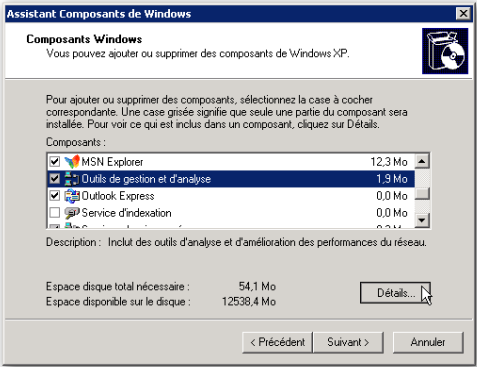 Assistant Composants de Windows
Composants Windows
Vous pouvez ajouter ou supprimer des composants de Windows XP.
Pour ajouter ou supprimer des composants, sélectionnez la case à cocher
correspondante. Une case grisée signifie que seule une partie du composant sera
installée. Pour voir ce qui est inclus dans un composant, cliquez sur Détails.
Composants :
MSN Explorer 12,3 Mo
Outils de gestion et d'analyse 1,9 Mo
Outlook Express 0,0 Mo
Service d'indexation 0,0 Mo
Description : Inclut des outils d'analyse et d'amélioration des performances du réseau.
Espace disque total nécessaire : 54,1 Mo
Espace disponible sur le disque : 12538,4 Mo
Détails...
< Précédent Suivant > Annuler